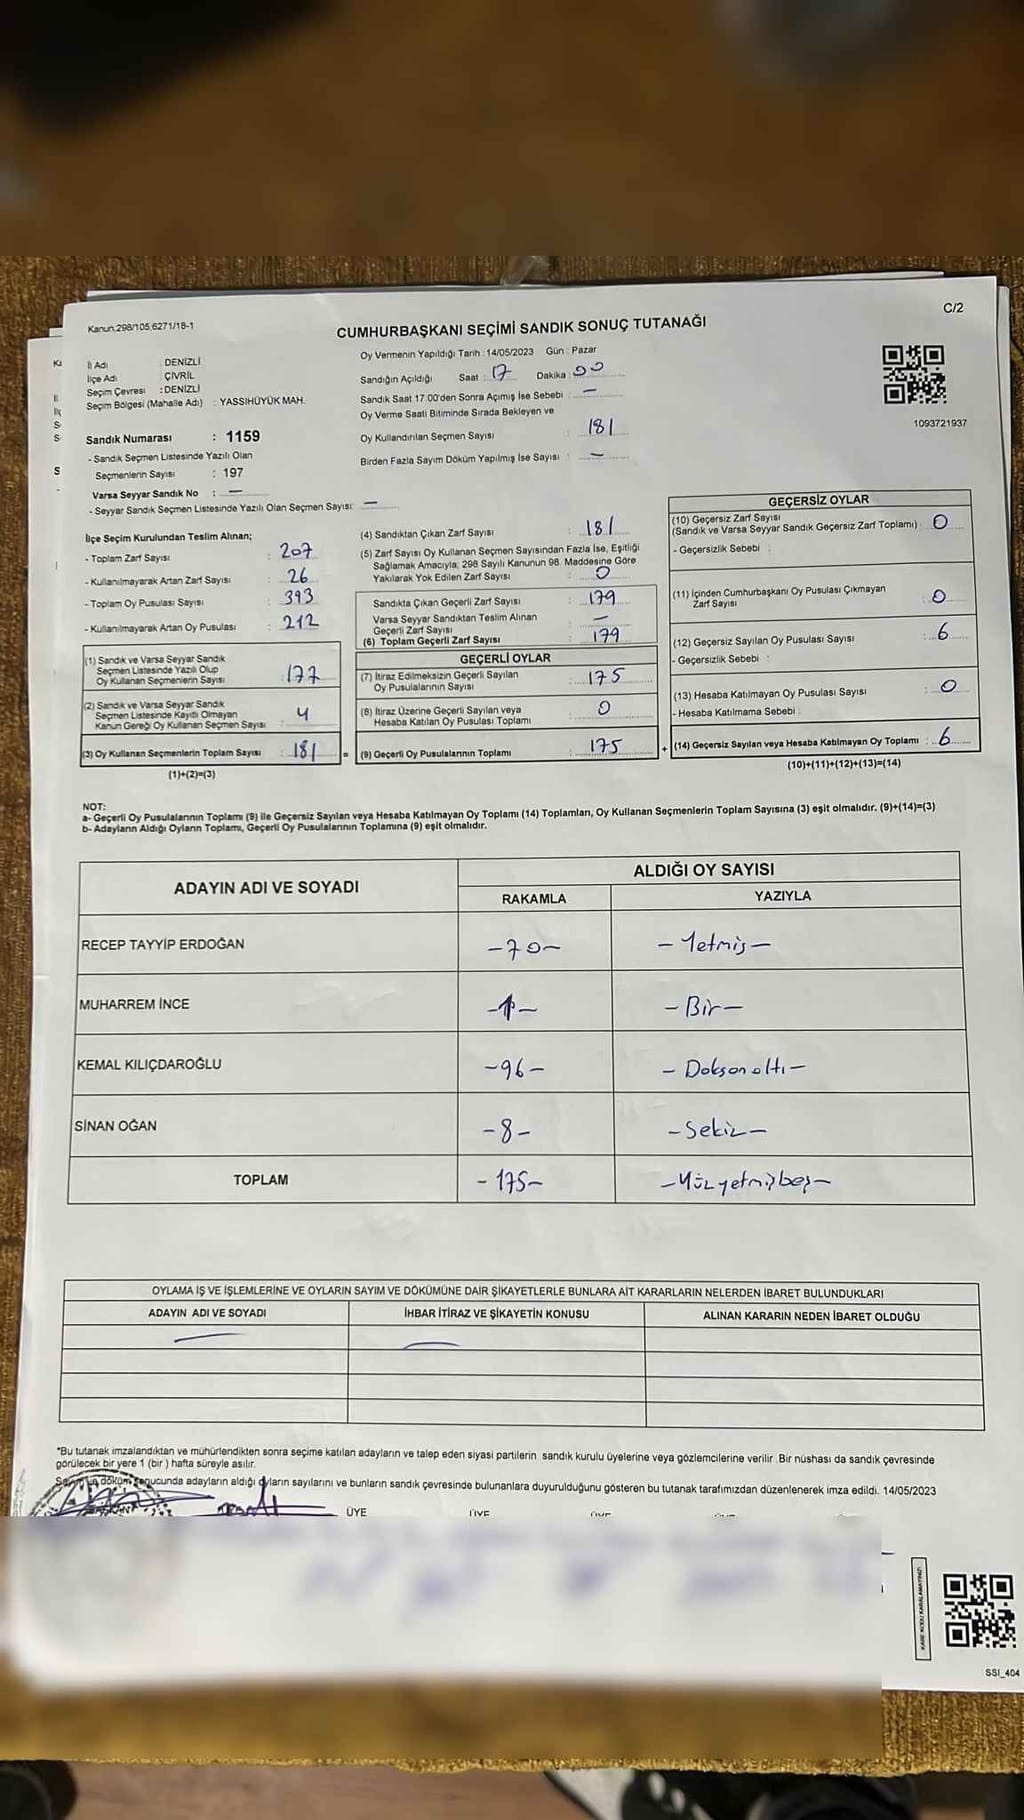 Kanun:298/105;6271/18-1
C/2
CUMHURBAŞKANI SEÇİMİ SANDIK SONUÇ TUTANAĞI
İl Adı : DENİZLİ
İlçe Adı : ÇİVRİL
Seçim Çevresi : DENİZLİ
Seçim Bölgesi (Mahalle Adı) : YASSIHÜYÜK MAH.
Sandık Numarası : 1159
- Sandık Seçmen Listesinde Yazılı Olan
Seçmenlerin Sayısı : 197
Varsa Seyyar Sandık No : —
- Seyyar Sandık Seçmen Listesinde Yazılı Olan Seçmen Sayısı: —
Oy Vermenin Yapıldığı Tarih : 14/05/2023 Gün : Pazar
Sandığın Açıldığı Saat : 17 Dakika : 00
Sandık Saat 17:00'den Sonra Açımış İse Sebebi : —
Oy Verme Saati Bitiminde Sırada Bekleyen ve
Oy Kullandırılan Seçmen Sayısı : 181
Birden Fazla Sayım Döküm Yapılmış İse Sayısı : —
1093721937
İlçe Seçim Kurulundan Teslim Alınan;
- Toplam Zarf Sayısı : 207
- Kullanılmayarak Artan Zarf Sayısı : 26
- Toplam Oy Pusulası Sayısı : 393
- Kullanılmayarak Artan Oy Pusulası : 212
(1) Sandık ve Varsa Seyyar Sandık
Seçmen Listesinde Yazılı Olup
Oy Kullanan Seçmenlerin Sayısı : 177
(2) Sandık ve Varsa Seyyar Sandık
Seçmen Listesinde Kaydı Olmayan
Kanun Gereği Oy Kullanan Seçmen Sayısı : 4
(3) Oy Kullanan Seçmenlerin Toplam Sayısı : 181 =
(1)+(2)=(3)
(4) Sandıktan Çıkan Zarf Sayısı : 181
(5) Zarf Sayısı Oy Kullanan Seçmen Sayısından Fazla İse, Eşitliği
Sağlamak Amacıyla; 298 Sayılı Kanunun 98. Maddesine Göre
Yakılarak Yok Edilen Zarf Sayısı : 0
Sandıkta Çıkan Geçerli Zarf Sayısı : 179
Varsa Seyyar Sandıktan Teslim Alınan
Geçerli Zarf Sayısı : —
(6) Toplam Geçerli Zarf Sayısı : 179
GEÇERLİ OYLAR
(7) İtiraz Edilmeksizin Geçerli Sayılan
Oy Pusulalarının Sayısı : 175
(8) İtiraz Üzerine Geçerli Sayılan veya
Hesaba Katılan Oy Pusulası Toplamı : 0
(9) Geçerli Oy Pusulalarının Toplamı : 175 +
GEÇERSİZ OYLAR
(10) Geçersiz Zarf Sayısı
(Sandık ve Varsa Seyyar Sandık Geçersiz Zarf Toplamı) : 0
- Geçersizlik Sebebi :
(11) İçinden Cumhurbaşkanı Oy Pusulası Çıkmayan
Zarf Sayısı : 0
(12) Geçersiz Sayılan Oy Pusulası Sayısı : 6
- Geçersizlik Sebebi :
(13) Hesaba Katılmayan Oy Pusulası Sayısı : 0
- Hesaba Katılmama Sebebi :
(14) Geçersiz Sayılan veya Hesaba Katılmayan Oy Toplamı : 6
(10)+(11)+(12)+(13)=(14)
NOT:
a- Geçerli Oy Pusulalarının Toplamı (9) ile Geçersiz Sayılan veya Hesaba Katılmayan Oy Toplamı (14) Toplamları, Oy Kullanan Seçmenlerin Toplam Sayısına (3) eşit olmalıdır. (9)+(14)=(3)
b- Adayların Aldığı Oyların Toplamı, Geçerli Oy Pusulalarının Toplamına (9) eşit olmalıdır.
ADAYIN ADI VE SOYADI
ALDIĞI OY SAYISI
RAKAMLA YAZIYLA
RECEP TAYYİP ERDOĞAN -70- -Yetmiş-
MUHARREM İNCE -1- -Bir-
KEMAL KILIÇDAROĞLU -96- -Doksanaltı-
SİNAN OĞAN -8- -Sekiz-
TOPLAM -175- -Yüzyetmişbeş-
OYLAMA İŞ VE İŞLEMLERİNE VE OYLARIN SAYIM VE DÖKÜMÜNE DAİR ŞİKAYETLERLE BUNLARA AİT KARARLARIN NELERDEN İBARET BULUNDUKLARI
ADAYIN ADI VE SOYADI İHBAR İTİRAZ VE ŞİKAYETİN KONUSU ALINAN KARARIN NEDEN İBARET OLDUĞU
— —
*Bu tutanak imzalandıktan ve mühürlendikten sonra seçime katılan adayların ve talep eden siyasi partilerin sandık kurulu üyelerine veya gözlemcilerine verilir. Bir nüshası da sandık çevresinde
görülecek bir yere 1 (bir ) hafta süreyle asılır.
Sayım ve döküm sonucunda adayların aldığı oyların sayılarını ve bunların sandık çevresinde bulunanlara duyurulduğunu gösteren bu tutanak tarafımızdan düzenlenerek imza edildi. 14/05/2023
ÜYE ÜYE
SSI_404